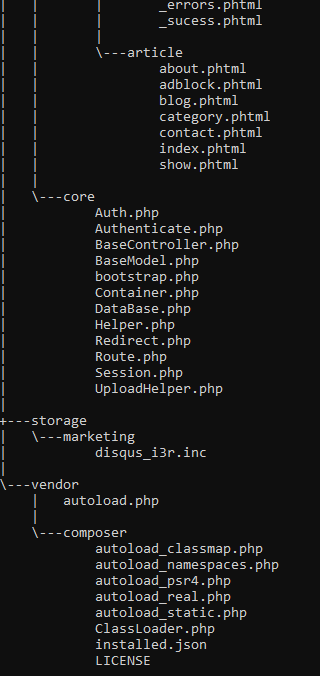 |   |       |       _errors.phtml
|   |       |       _sucess.phtml
|   |       |
|   |       \---article
|   |               about.phtml
|   |               adblock.phtml
|   |               blog.phtml
|   |               category.phtml
|   |               contact.phtml
|   |               index.phtml
|   |               show.phtml
|   |
|   \---core
|           Auth.php
|           Authenticate.php
|           BaseController.php
|           BaseModel.php
|           bootstrap.php
|           Container.php
|           DataBase.php
|           Helper.php
|           Redirect.php
|           Route.php
|           Session.php
|           UploadHelper.php
|
+---storage
|   \---marketing
|           disqus_i3r.inc
|
\---vendor
    |   autoload.php
    |
    \---composer
            autoload_classmap.php
            autoload_namespaces.php
            autoload_psr4.php
            autoload_real.php
            autoload_static.php
            ClassLoader.php
            installed.json
            LICENSE